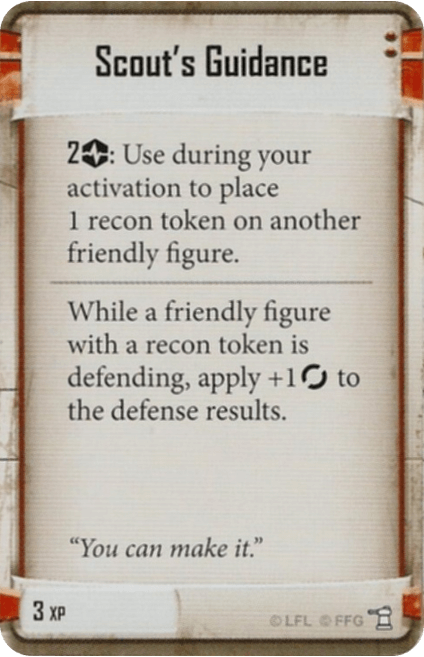 Scout's Guidance
2: Use during your
activation to place
1 recon token on another
friendly figure.
While a friendly figure
with a recon token is
defending, apply +1 to
the defense results.
"You can make it."
3 XP
© LFL © FFG